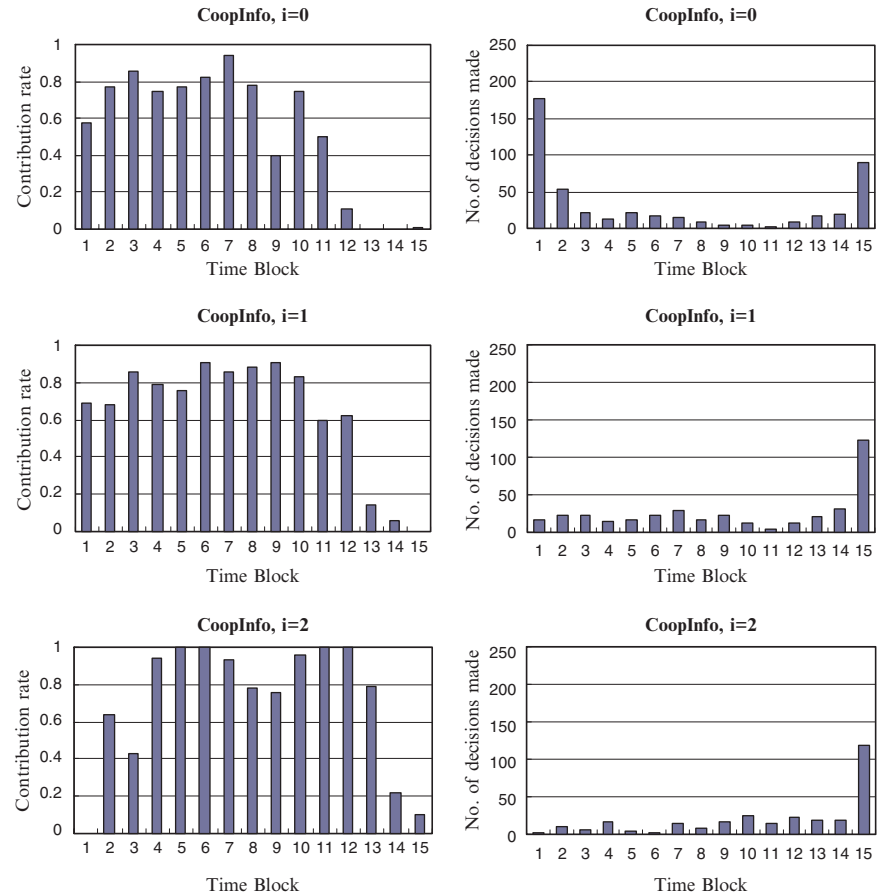 CoopInfo, i=0
Contribution rate
1
0.8
0.6
0.4
0.2
0
1 2 3 4 5 6 7 8 9 10 11 12 13 14 15
Time Block
CoopInfo, i=0
No.of decisions made
250
200
150
100
50
0
1 2 3 4 5 6 7 8 9 10 11 12 13 14 15
Time Block
CoopInfo, i=1
Contribution rate
1
0.8
0.6
0.4
0.2
0
1 2 3 4 5 6 7 8 9 10 11 12 13 14 15
Time Block
CoopInfo, i=1
No. of decisions made
250
200
150
100
50
0
1 2 3 4 5 6 7 8 9 10 11 12 13 14 15
Time Block
CoopInfo, i=2
Contribution rate
1
0.8
0.6
0.4
0.2
0
1 2 3 4 5 6 7 8 9 10 11 12 13 14 15
Time Block
CoopInfo, i=2
No. of decisions made
250
200
150
100
50
0
1 2 3 4 5 6 7 8 9 10 11 12 13 14 15
Time Block